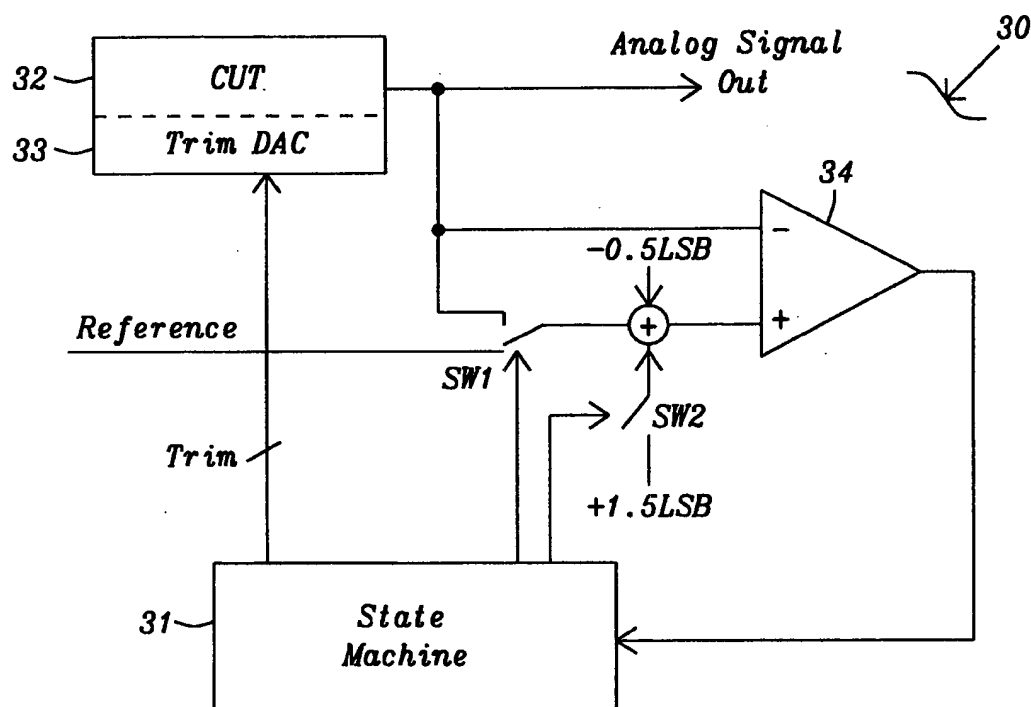 30
Analog Signal
Out
32
CUT
33
Trim DAC
34
-
-0.5LSB
+
+
Reference
SW1
SW2
Trim
+1.5LSB
31
State
Machine